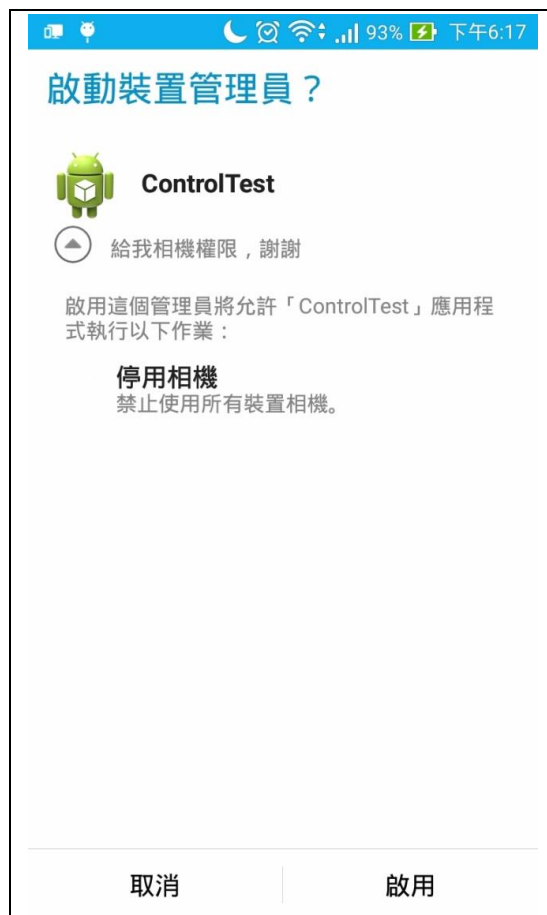 93% 下午6:17
啟動裝置管理員？
ControlTest
給我相機權限，謝謝
啟用這個管理員將允許「ControlTest」應用程
式執行以下作業：
停用相機
禁止使用所有裝置相機。
取消 啟用